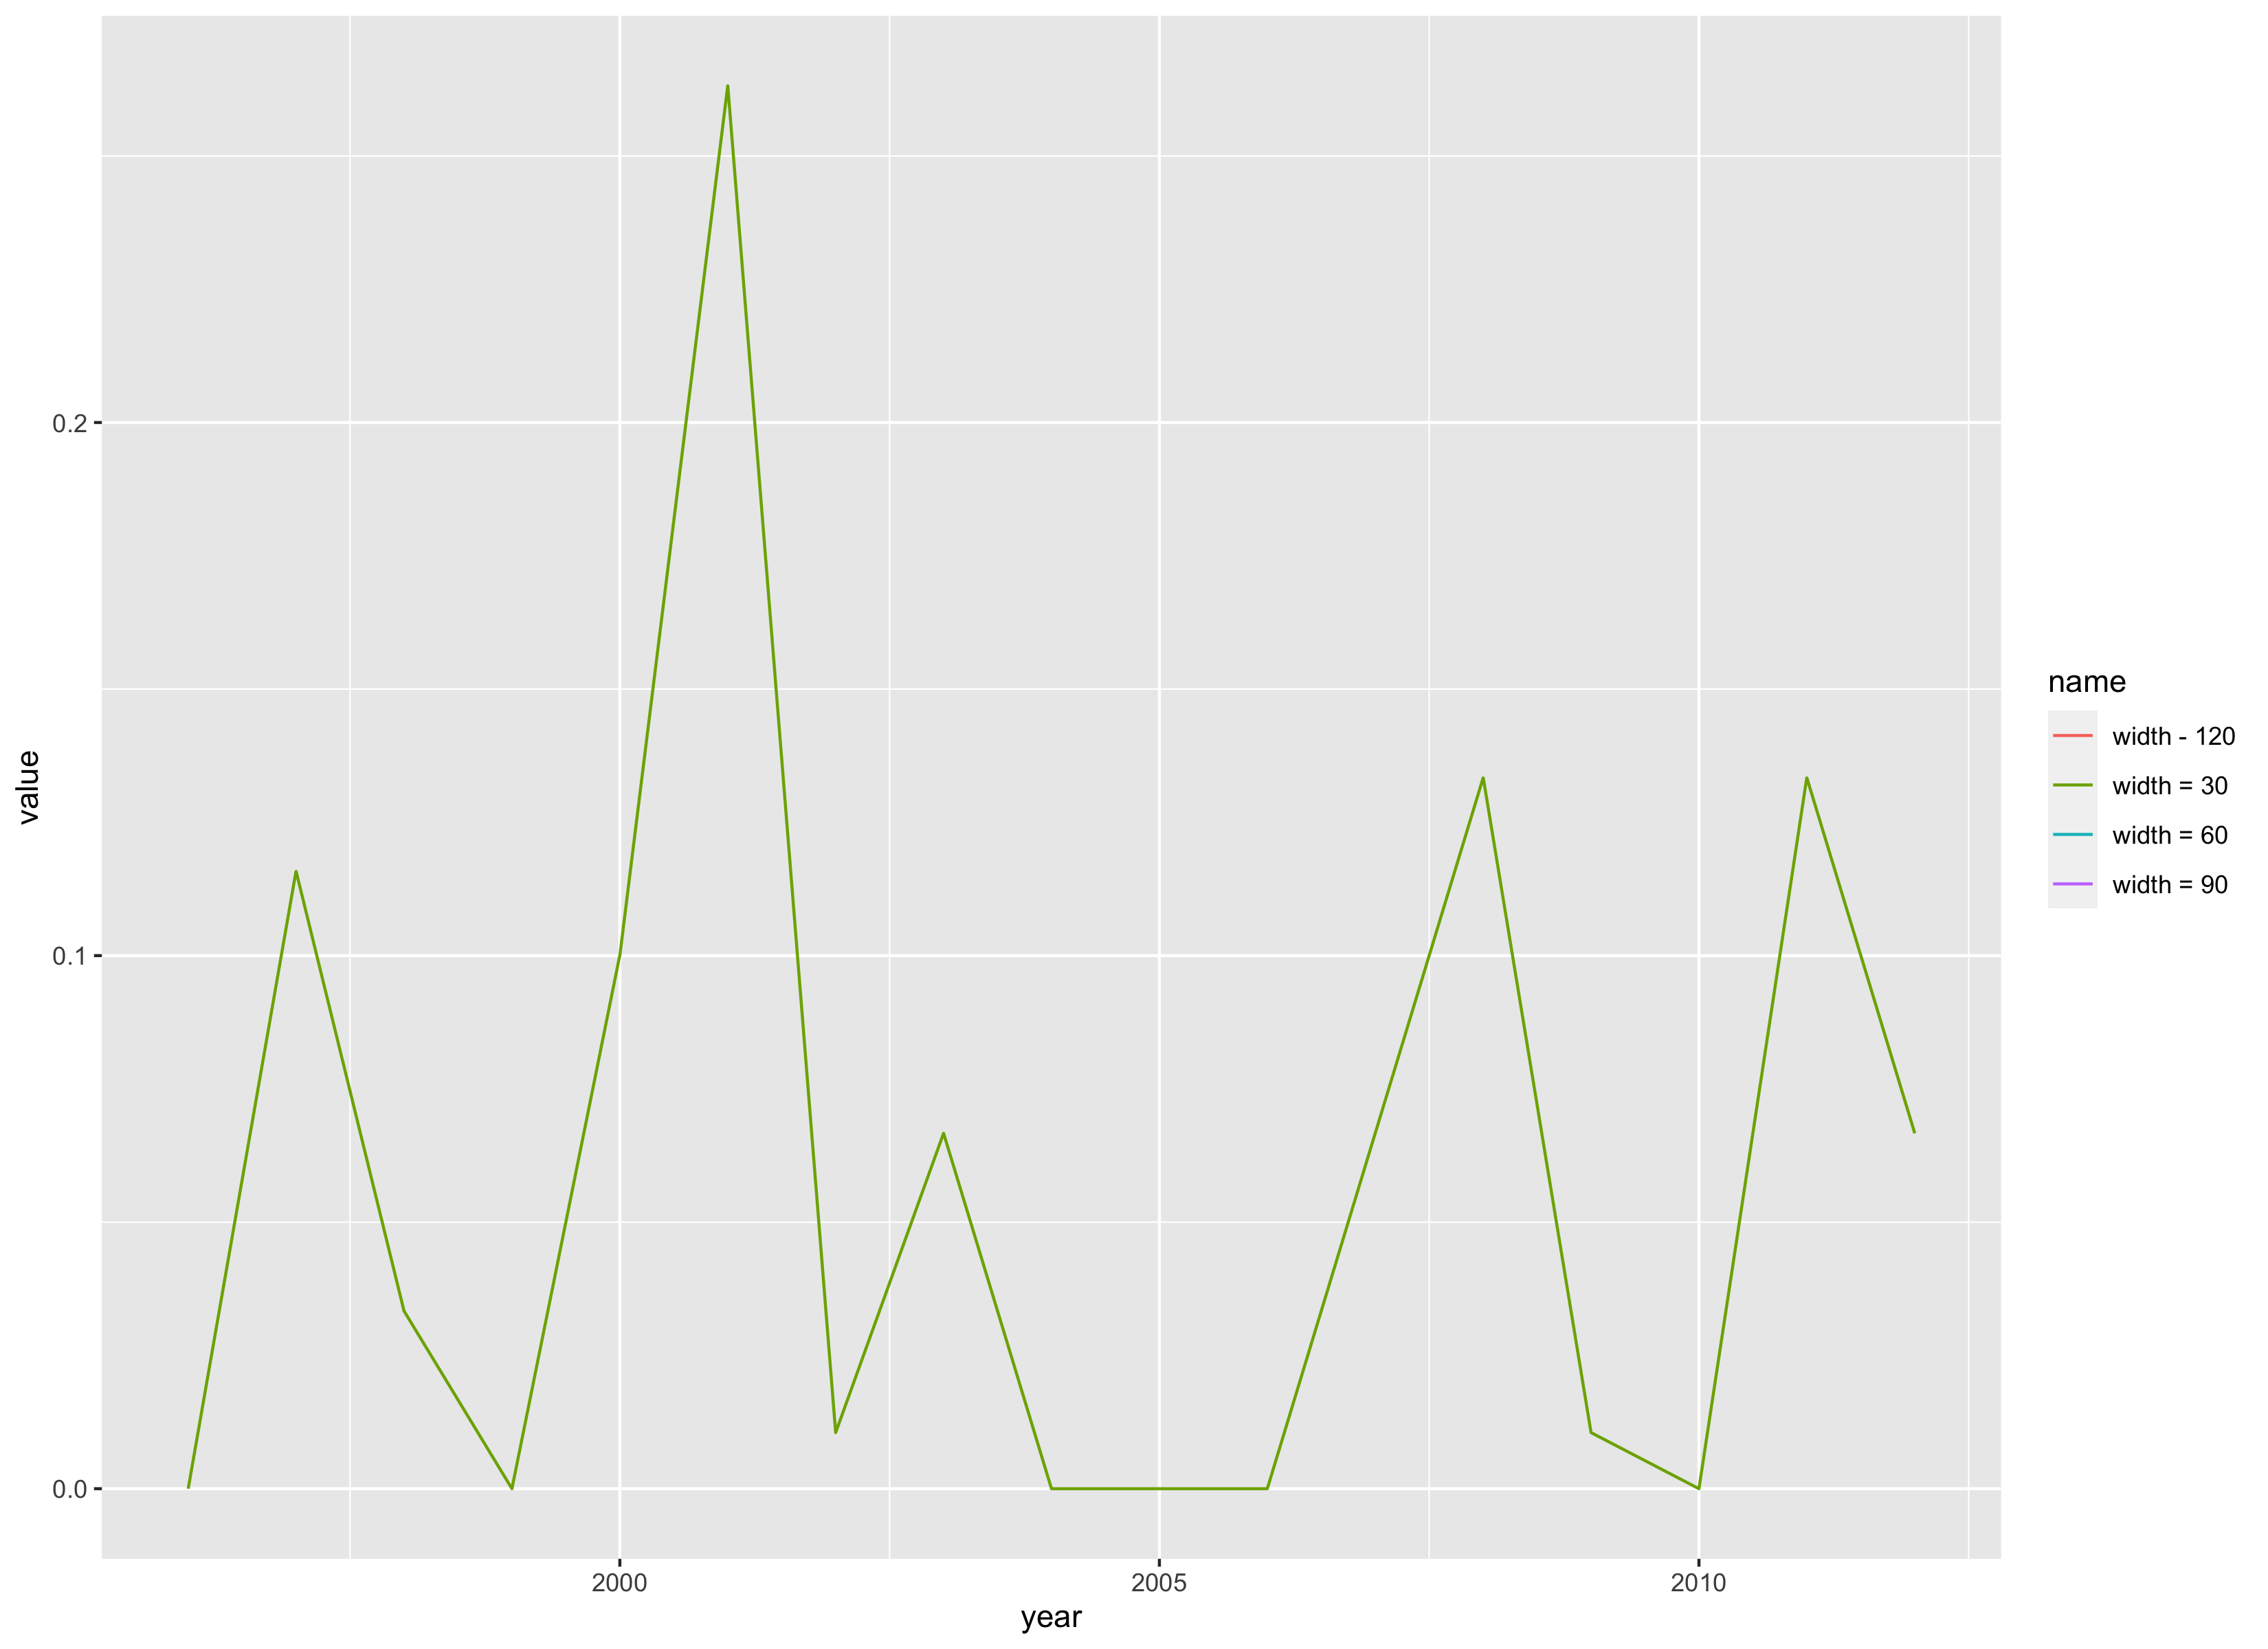 value
0.2
0.1
0.0
2000
2005
2010
year
name
width - 120
width = 30
width = 60
width = 90